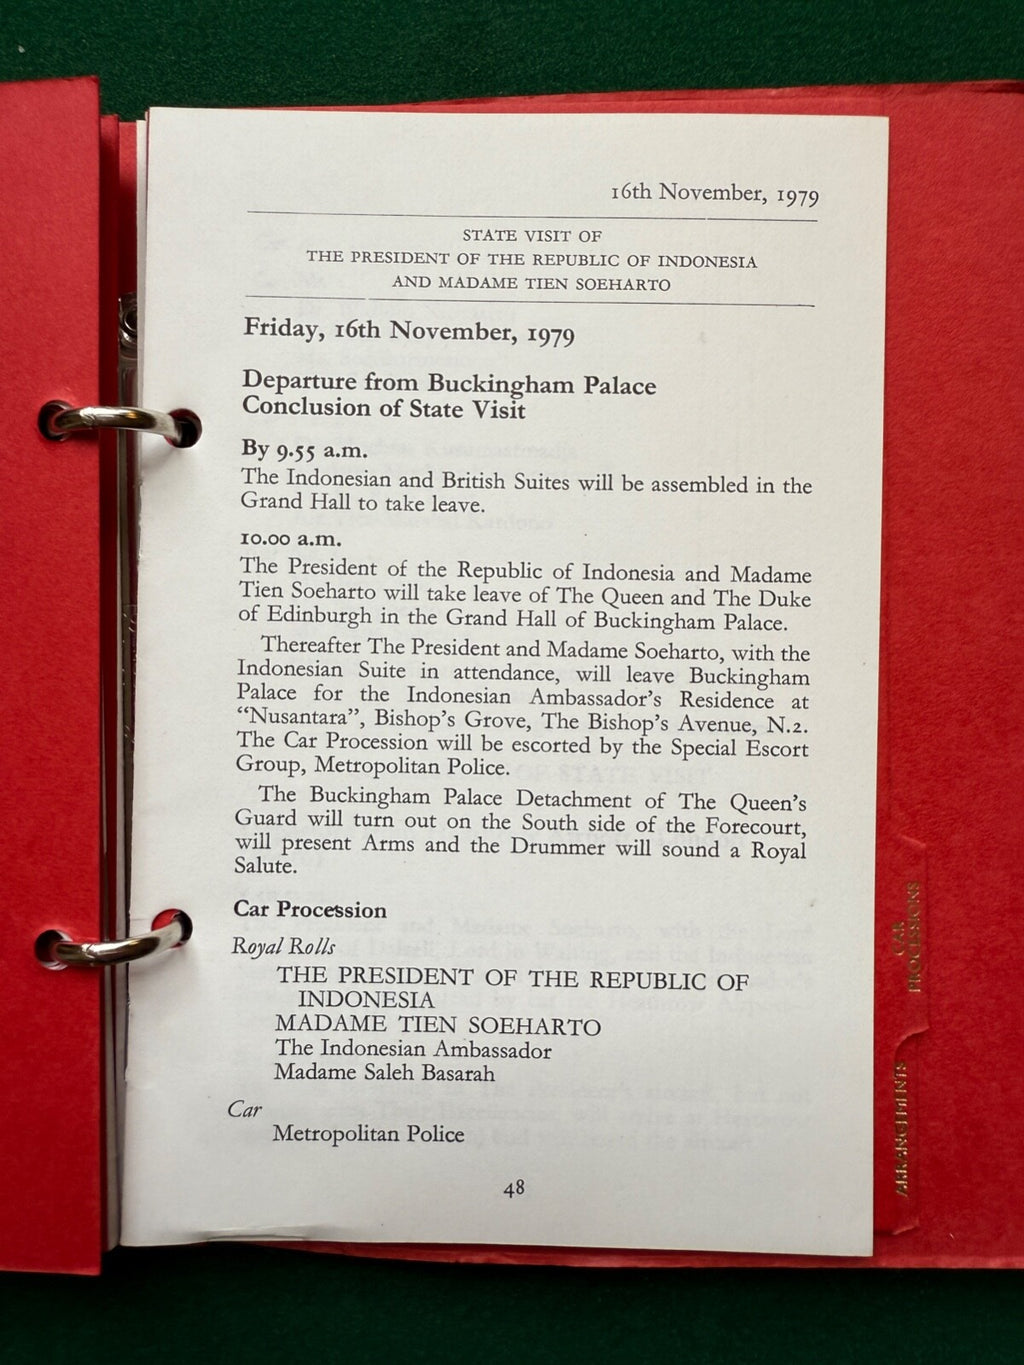 16th November, 1979
STATE VISIT OF
THE PRESIDENT OF THE REPUBLIC OF INDONESIA
AND MADAME TIEN SOEHARTO
Friday, 16th November, 1979
Departure from Buckingham Palace
Conclusion of State Visit
By 9.55 a.m.
The Indonesian and British Suites will be assembled in the
Grand Hall to take leave.
10.00 a.m.
The President of the Republic of Indonesia and Madame
Tien Soeharto will take leave of The Queen and The Duke
of Edinburgh in the Grand Hall of Buckingham Palace.
Thereafter The President and Madame Soeharto, with the
Indonesian Suite in attendance, will leave Buckingham
Palace for the Indonesian Ambassador's Residence at
“Nusantara”, Bishop's Grove, The Bishop's Avenue, N.2.
The Car Procession will be escorted by the Special Escort
Group, Metropolitan Police.
The Buckingham Palace Detachment of The Queen's
Guard will turn out on the South side of the Forecourt,
will present Arms and the Drummer will sound a Royal
Salute.
Car Procession
Royal Rolls
THE PRESIDENT OF THE REPUBLIC OF
INDONESIA
MADAME TIEN SOEHARTO
The Indonesian Ambassador
Madame Saleh Basarah
Car
Metropolitan Police
48
CAR
PROCESSIONS
ARRANGEMENTS